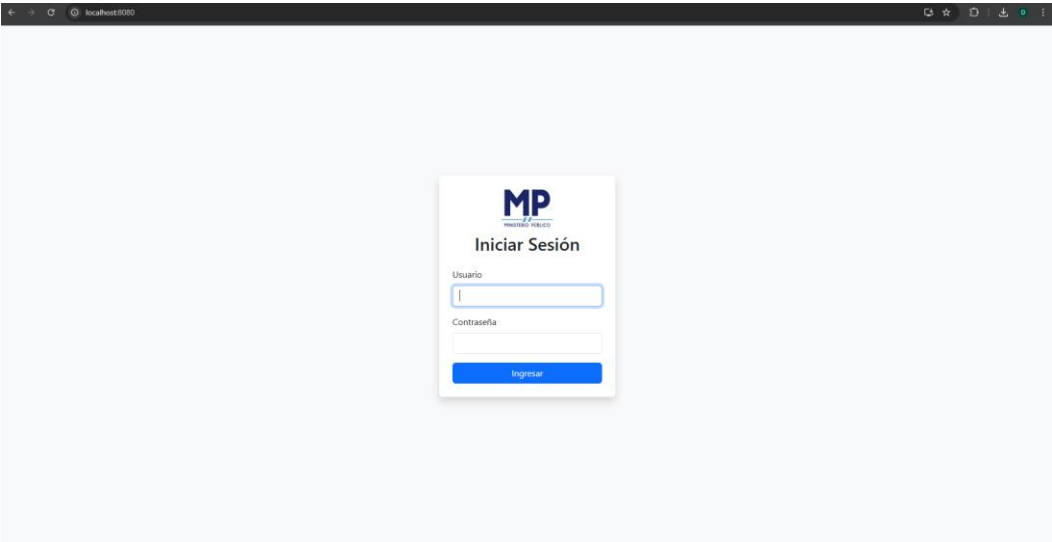 localhost:8080
MP
MINISTERIO PÚBLICO
Iniciar Sesión
Usuario
Contraseña
Ingresar